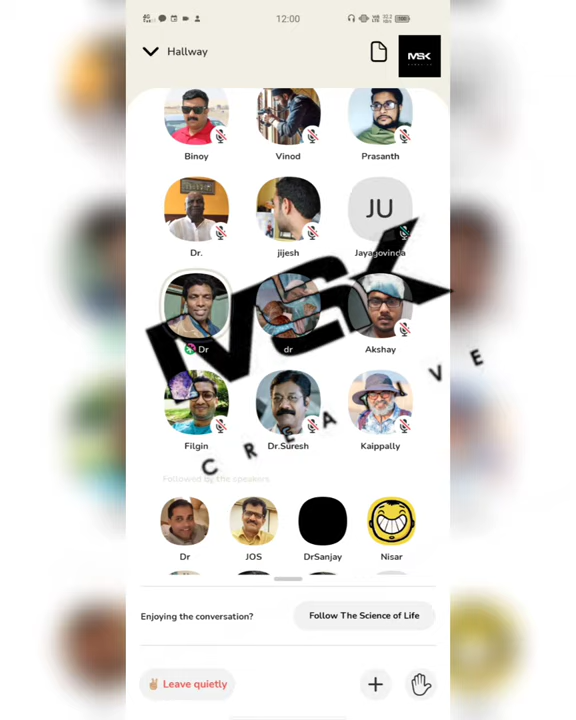 12:00
Hallway
MSK
Binoy
Vinod
Prasanth
JU
Dr.
jijesh
Jayagovinda
MSK
Dr
dr
Akshay
CREATIVE
Filgin
Dr.Suresh
Kaippally
Followed by the speakers
Dr
JOS
DrSanjay
Nisar
Enjoying the conversation?
Follow The Science of Life
Leave quietly